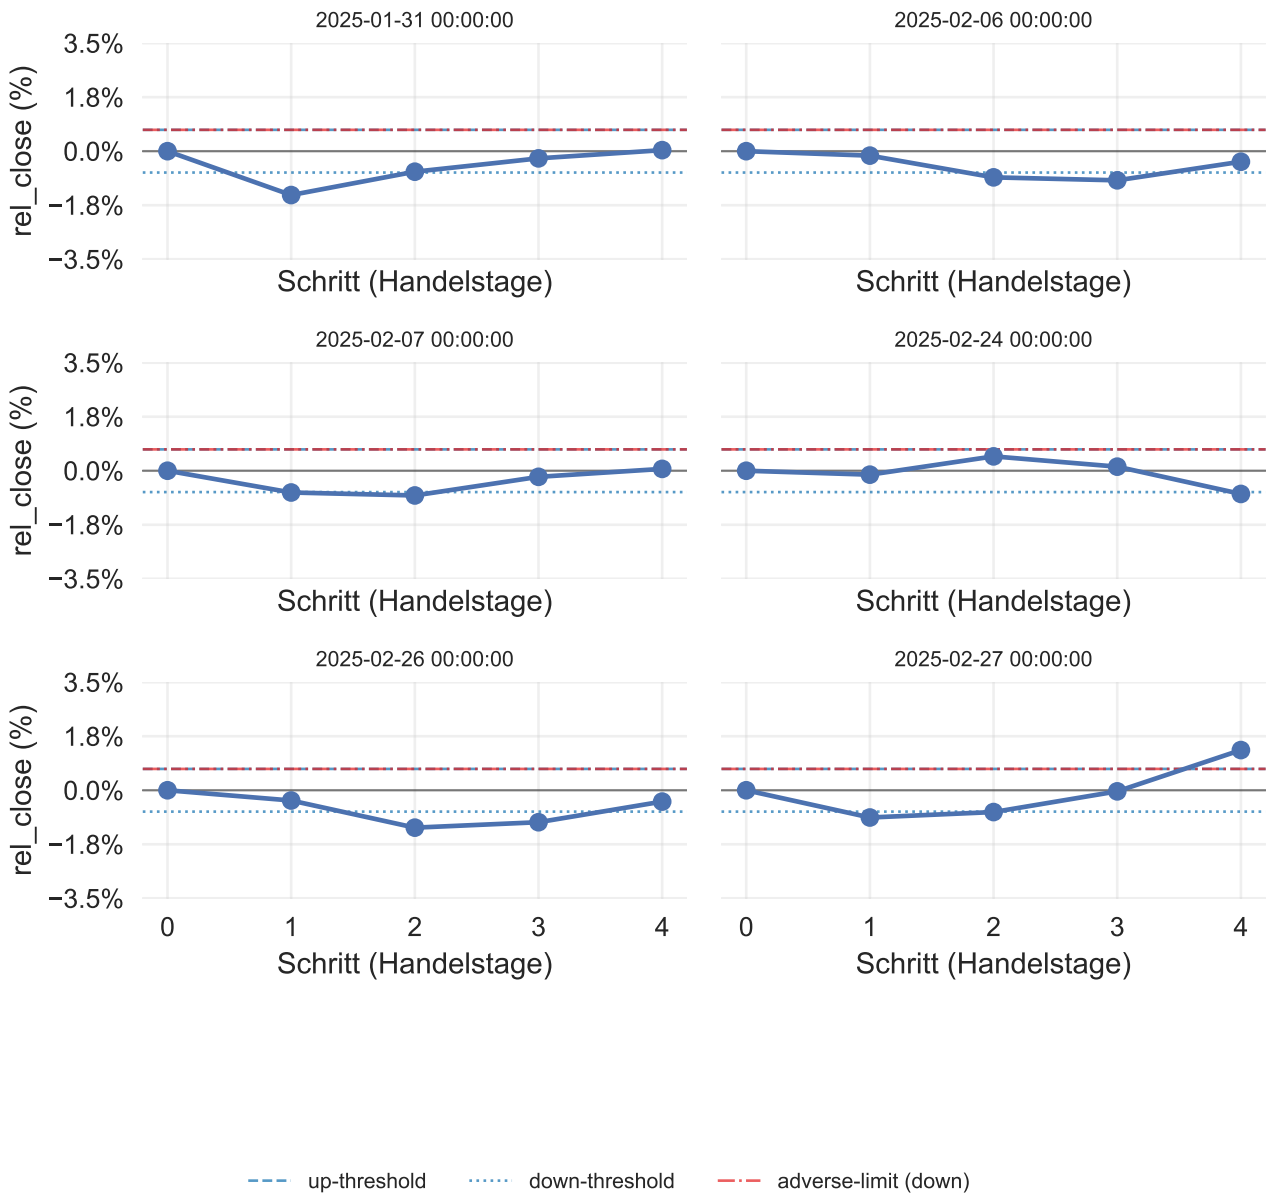 2025-01-31 00:00:00
2025-02-06 00:00:00
3.5%
1.8%
0.0%
−1.8%
−3.5%
rel_close (%)
Schritt (Handelstage)
Schritt (Handelstage)
2025-02-07 00:00:00
2025-02-24 00:00:00
3.5%
1.8%
0.0%
−1.8%
−3.5%
rel_close (%)
Schritt (Handelstage)
Schritt (Handelstage)
2025-02-26 00:00:00
2025-02-27 00:00:00
3.5%
1.8%
0.0%
−1.8%
−3.5%
rel_close (%)
0 1 2 3 4
0 1 2 3 4
Schritt (Handelstage)
Schritt (Handelstage)
up-threshold down-threshold adverse-limit (down)